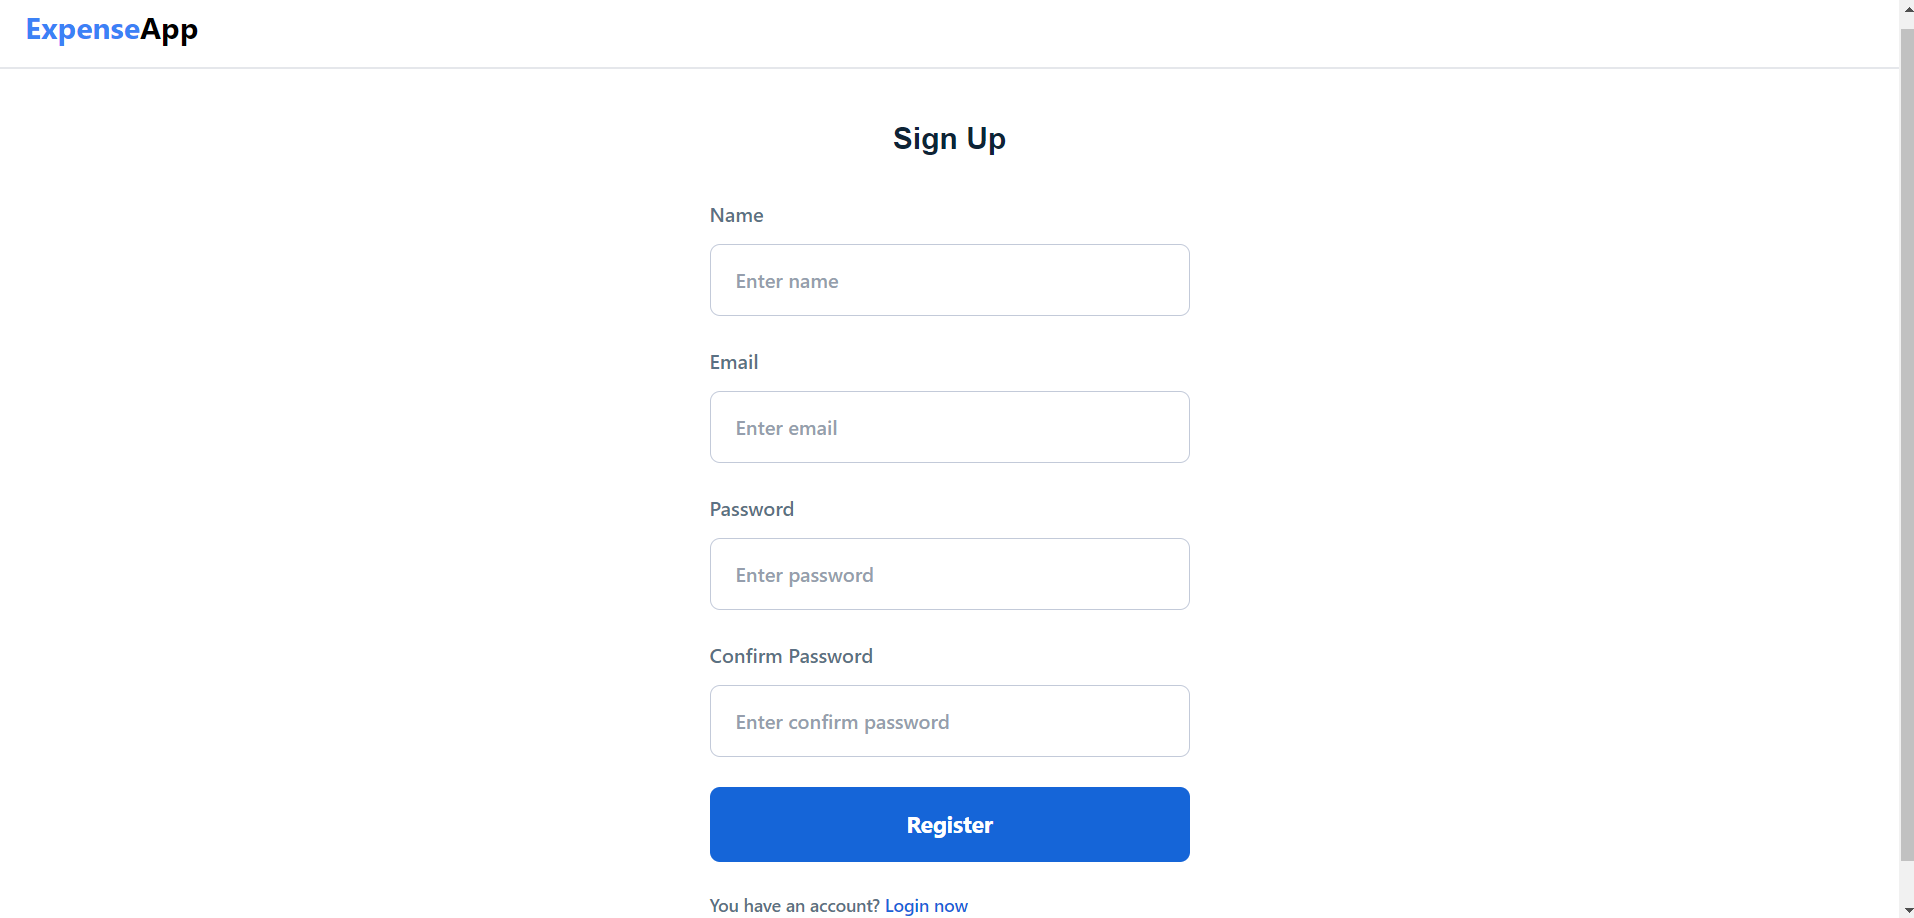 ExpenseApp
Sign Up
Name
Enter name
Email
Enter email
Password
Enter password
Confirm Password
Enter confirm password
Register
You have an account? Login now